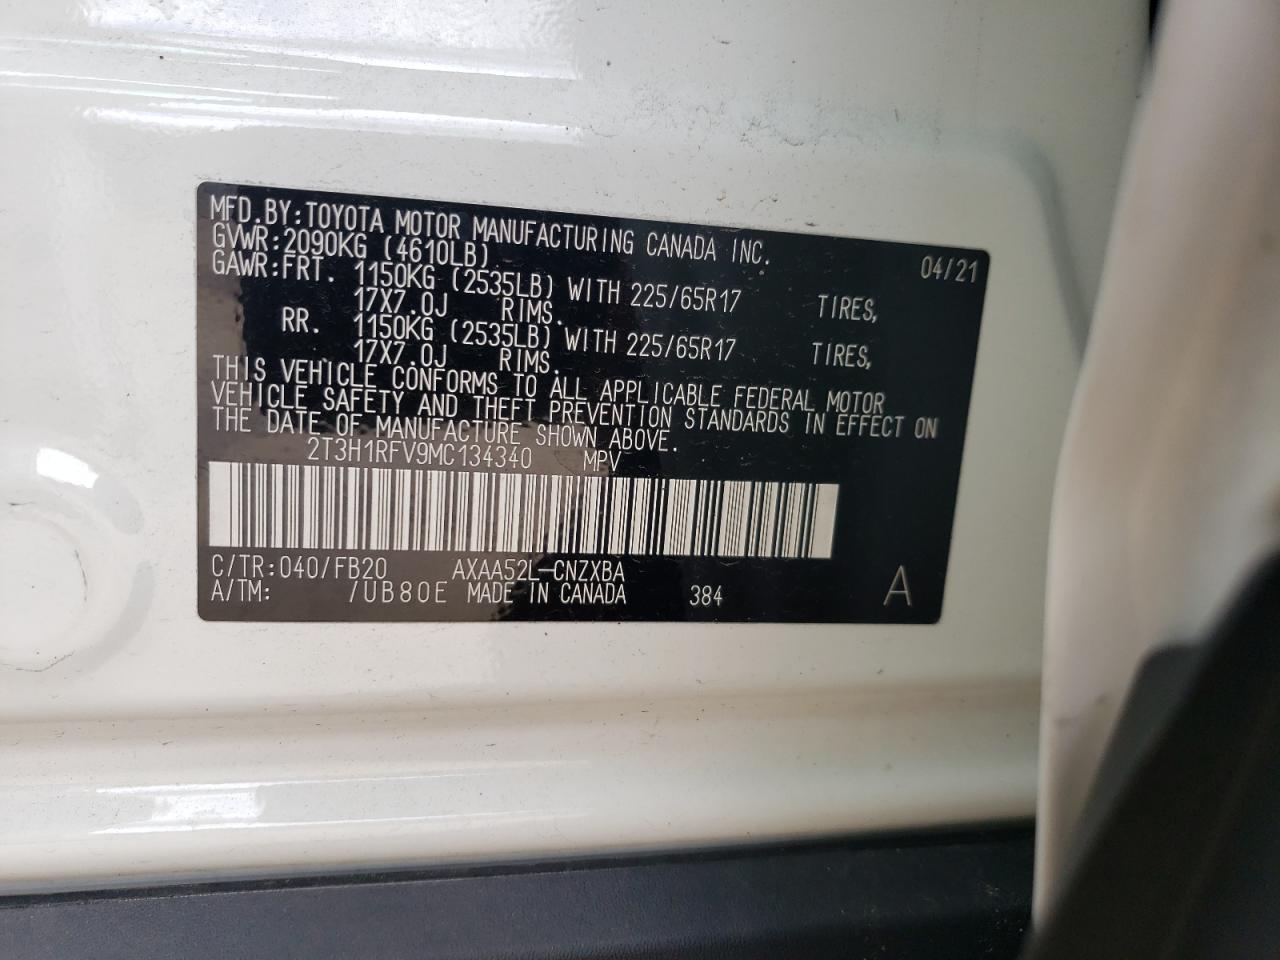 MFD.BY:TOYOTA MOTOR MANUFACTURING CANADA INC.
GVWR:2090KG (4610LB) 04/21
GAWR:FRT. 1150KG (2535LB) WITH 225/65R17 TIRES,
17X7.0J RIMS.
RR. 1150KG (2535LB) WITH 225/65R17 TIRES,
17X7.0J RIMS.
THIS VEHICLE CONFORMS TO ALL APPLICABLE FEDERAL MOTOR
VEHICLE SAFETY AND THEFT PREVENTION STANDARDS IN EFFECT ON
THE DATE OF MANUFACTURE SHOWN ABOVE.
2T3H1RFV9MC134340 MPV
C/TR:040/FB20 AXAA52L-CNZXBA
A/TM: /UB80E MADE IN CANADA 384 A